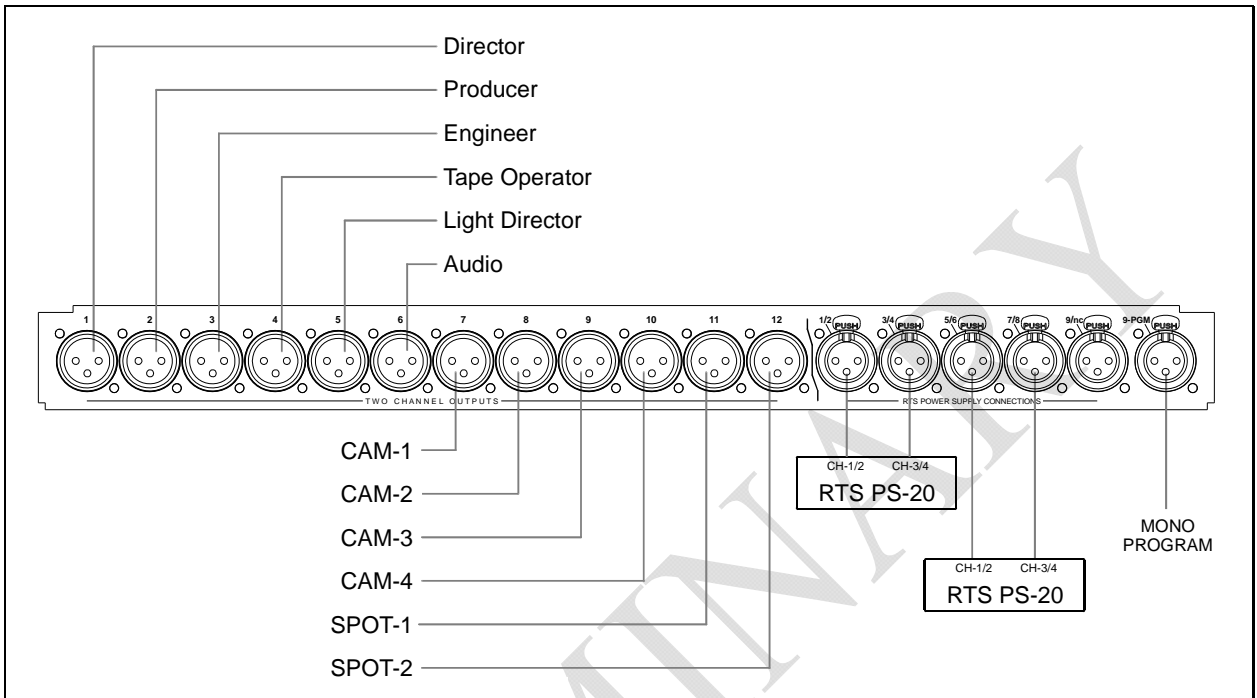 Director
Producer
Engineer
Tape Operator
Light Director
Audio
1 2 3 4 5 6 7 8 9 10 11 12 1/2 3/4 5/6 7/8 9/nc 9-PGM
PUSH PUSH PUSH PUSH PUSH PUSH
TWO CHANNEL OUTPUTS RTS POWER SUPPLY CONNECTIONS
CAM-1
CAM-2
CAM-3
CAM-4
SPOT-1
SPOT-2
CH-1/2 CH-3/4
RTS PS-20
CH-1/2 CH-3/4
RTS PS-20
MONO
PROGRAM
MINARY